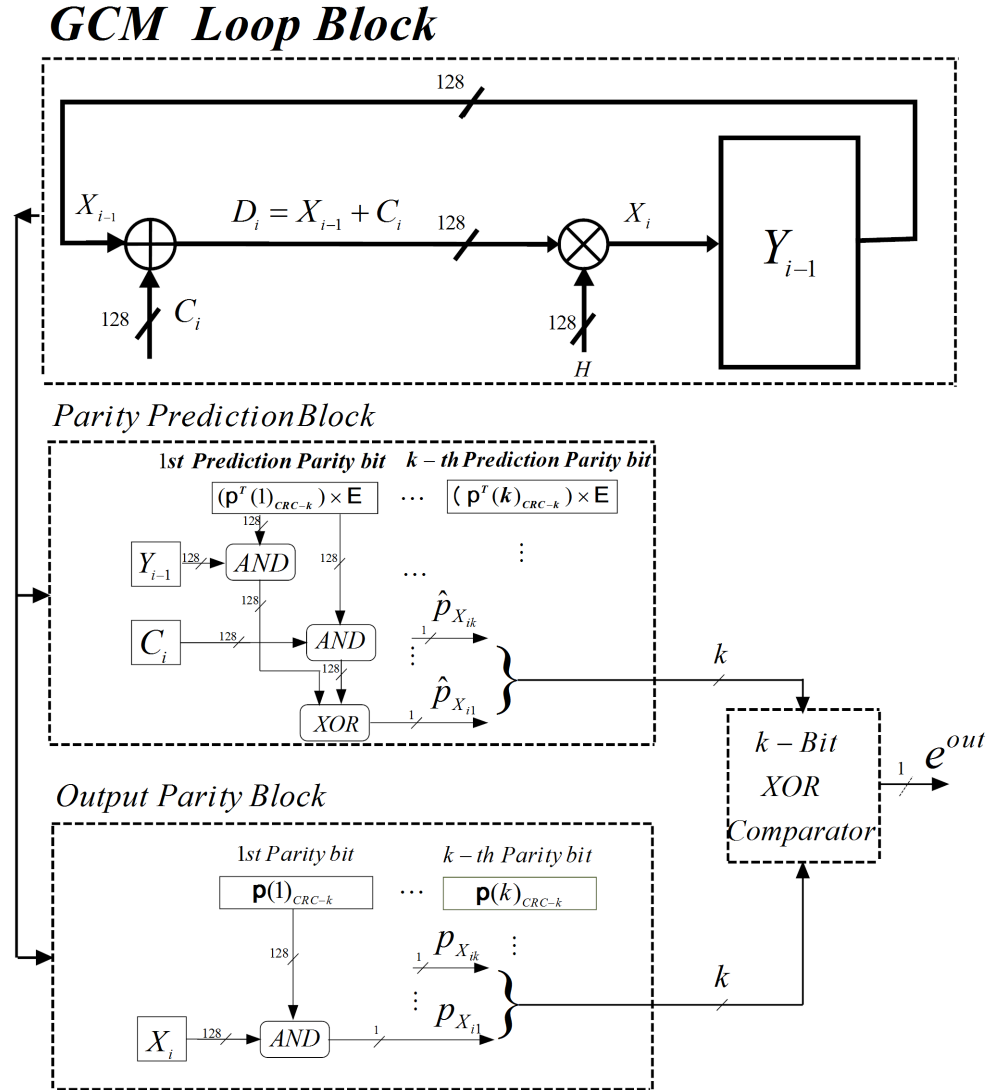 GCM Loop Block
128
X_{i-1}
D_i = X_{i-1} + C_i
128
X_i
Y_{i-1}
128
C_i
128
H
Parity Prediction Block
1st Prediction Parity bit
k – th Prediction Parity bit
(p^T(1)_{CRC-k}) × E
...
(p^T(k)_{CRC-k}) × E
128
Y_{i-1}
128
AND
128
...
⋮
128
p̂_{X_{ik}}
1
C_i
128
AND
⋮
128
p̂_{X_{i1}}
XOR
1
}
k
k – Bit
XOR
Comparator
1
e^{out}
Output Parity Block
1st Parity bit
k – th Parity bit
p(1)_{CRC-k}
...
p(k)_{CRC-k}
128
p_{X_{ik}}
⋮
1
⋮
}
k
p_{X_{i1}}
X_i
128
AND
1